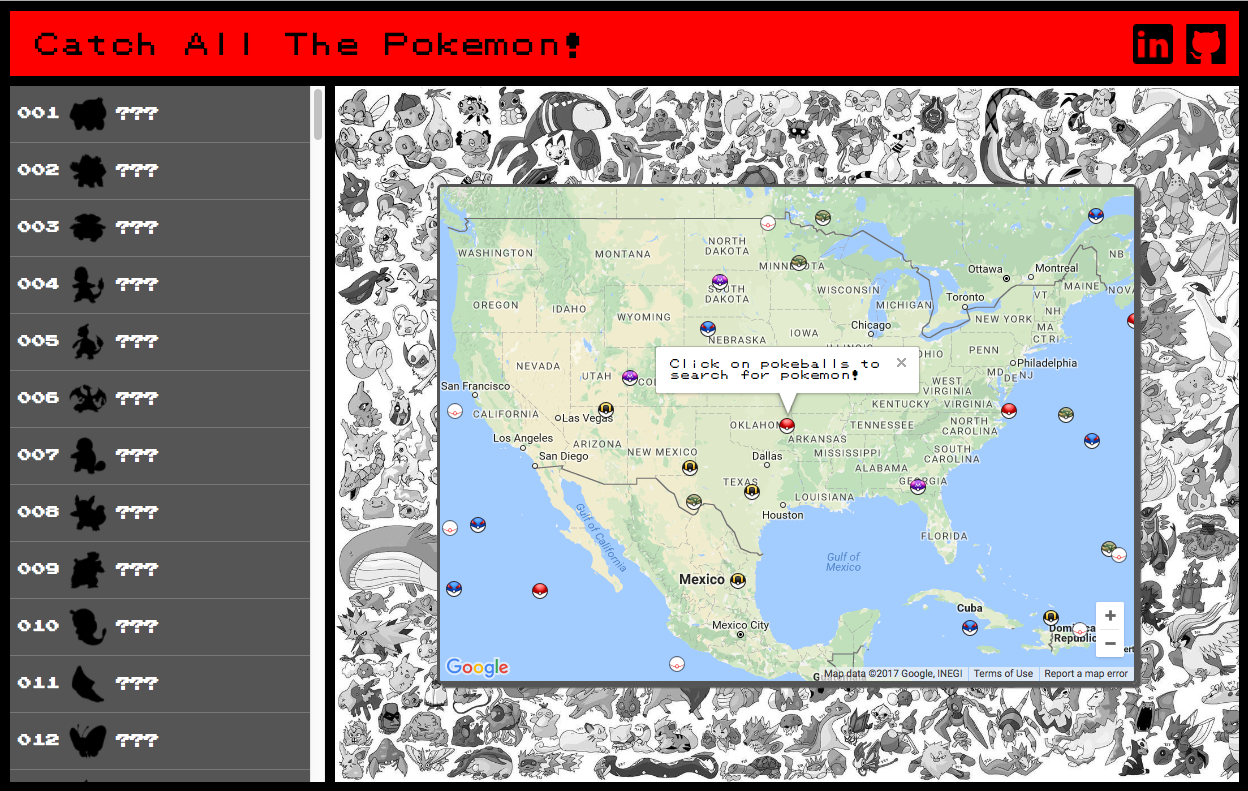 Catch All The Pokemon!
in
001 ???
002 ???
003 ???
004 ???
005 ???
006 ???
007 ???
008 ???
009 ???
010 ???
011 ???
012 ???
WASHINGTON
MONTANA
NORTH
DAKOTA
MINNESOTA
Ottawa
Montreal
NB
MAINE
NOVA
SOUTH
DAKOTA
WISCONSIN
MICHIGAN
Toronto
VT
NH
OREGON
IDAHO
WYOMING
NEW YORK
MA
CT RI
IOWA
Chicago
NEBRASKA
PENN
Philadelphia
MD
DE
NJ
OHIO
Click on pokeballs to
search for pokemon!
×
NEVADA
UTAH
San Francisco
CALIFORNIA
Las Vegas
WEST
VIRGINIA
VIRGINIA
KENTUCKY
Los Angeles
ARIZONA
NEW MEXICO
OKLAHOMA
ARKANSAS
TENNESSEE
NORTH
CAROLINA
San Diego
Dallas
MISSISSIPPI
SOUTH
CAROLINA
ALABAMA
GEORGIA
TEXAS
LOUISIANA
Houston
FLORIDA
Gulf of California
Gulf of
Mexico
Mexico
Cuba
Mexico City
Dominican
Republic
+
−
Google
Map data ©2017 Google, INEGI
Terms of Use
Report a map error